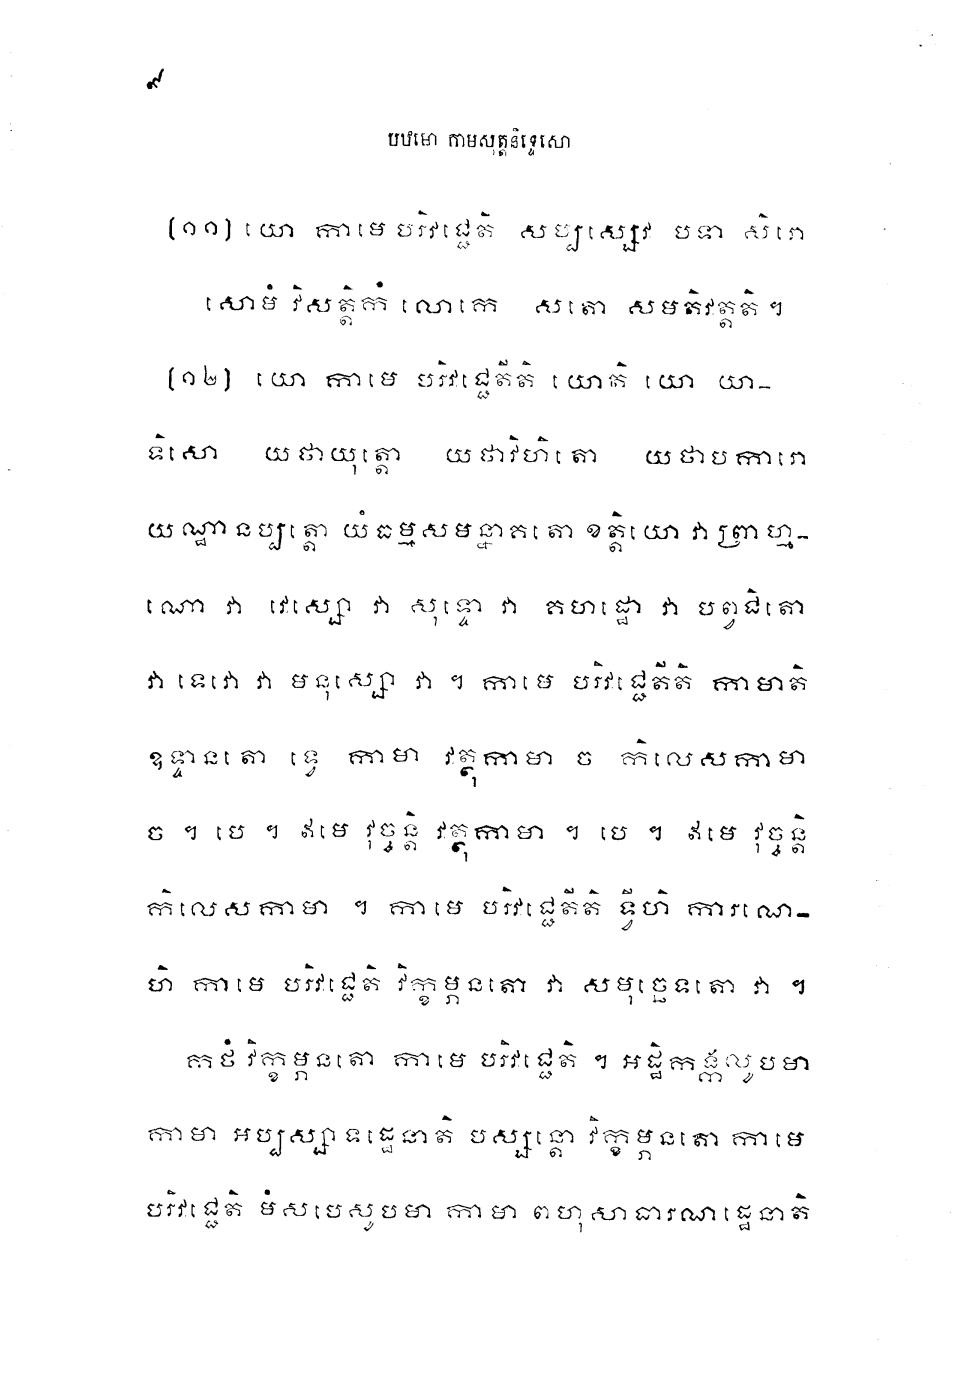 ៩
បឋមោ កាមសុត្តនិទ្ទេសោ
(១១) យោ កាមេ បរិវជ្ជេតិ សប្បស្សេវ បទា សិរោ
សោមំ វិសត្តិកំ លោកេ សតោ សមតិវត្តតិ ។
(១២) យោ កាមេ បរិវជ្ជេតីតិ យោតិ យោ យា-
ទិសោ យថាយុត្តោ យថាវិហិតោ យថាបការោ
យណ្ឋានប្បត្តោ យំធម្មសមន្នាគតោ ខត្តិយោ វា ព្រាហ្ម-
ណោ វា វេស្សោ វា សុទ្ទោ វា គហដ្ឋោ វា បព្វជិតោ
វា ទេវោ វា មនុស្សោ វា ។ កាមេ បរិវជ្ជេតីតិ កាមាតិ
ឧទ្ទានតោ ទ្វេ កាមា វត្ថុកាមា ច កិលេសកាមា
ច ។ បេ ។ ឥមេ វុច្ចន្តិ វត្ថុកាមា ។ បេ ។ ឥមេ វុច្ចន្តិ
កិលេសកាមា ។ កាមេ បរិវជ្ជេតីតិ ទ្វីហិ ការណេ-
ហិ កាមេ បរិវជ្ជេតិ វិក្ខម្ភនតោ វា សមុច្ឆេទតោ វា ។
កថំ វិក្ខម្ភនតោ កាមេ បរិវជ្ជេតិ ។ អដ្ឋិកង្កលូបមា
កាមា អប្បស្សាទដ្ឋេនាតិ បស្សន្តោ វិក្ខម្ភនតោ កាមេ
បរិវជ្ជេតិ មំសបេសូបមា កាមា ពហុសាធារណដ្ឋេនាតិ